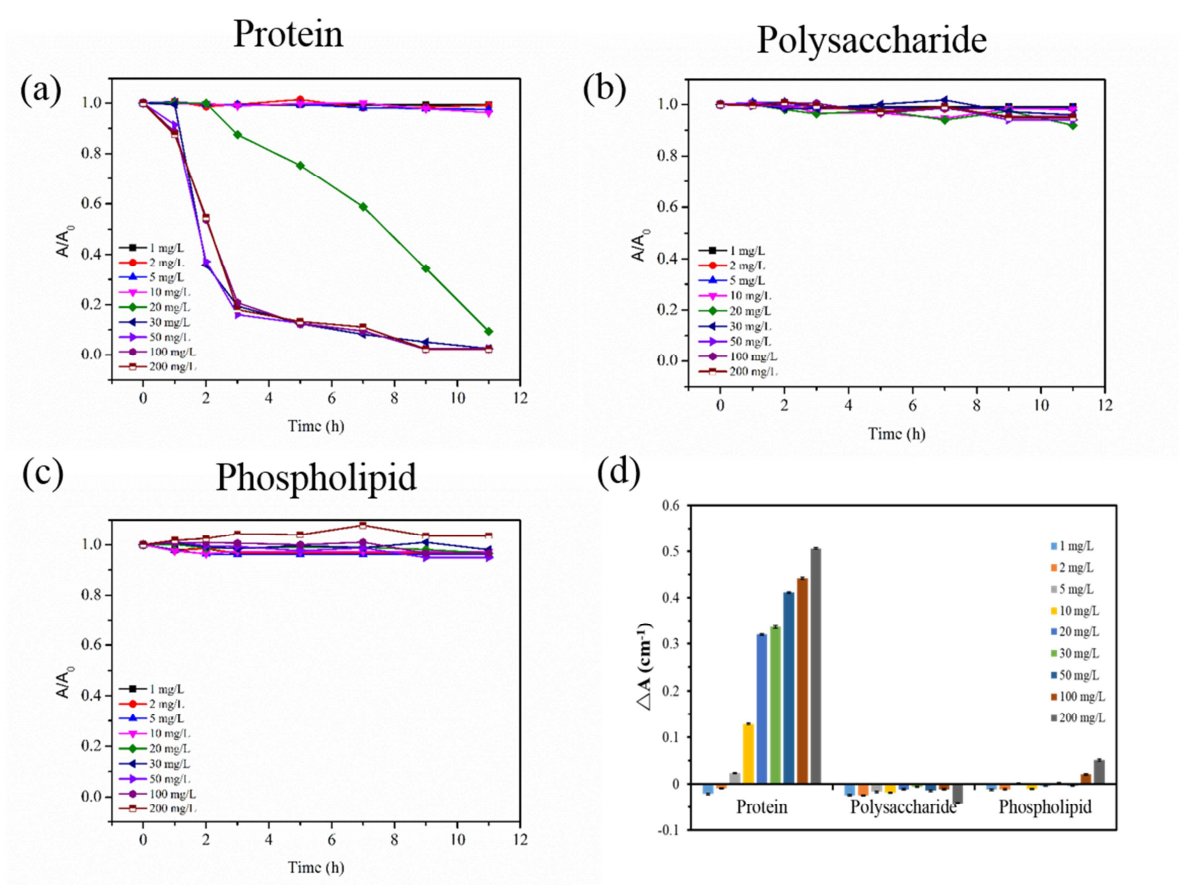 Protein
(a)
A/A0
1.0
0.8
0.6
0.4
0.2
0.0
1 mg/L
2 mg/L
5 mg/L
10 mg/L
20 mg/L
30 mg/L
50 mg/L
100 mg/L
200 mg/L
0 2 4 6 8 10 12
Time (h)
Polysaccharide
(b)
A/A0
1.0
0.8
0.6
0.4
0.2
0.0
1 mg/L
2 mg/L
5 mg/L
10 mg/L
20 mg/L
30 mg/L
50 mg/L
100 mg/L
200 mg/L
0 2 4 6 8 10 12
Time (h)
Phospholipid
(c)
A/A0
1.0
0.8
0.6
0.4
0.2
0.0
1 mg/L
2 mg/L
5 mg/L
10 mg/L
20 mg/L
30 mg/L
50 mg/L
100 mg/L
200 mg/L
0 2 4 6 8 10 12
Time (h)
(d)
△A (cm-1)
0.6
0.5
0.4
0.3
0.2
0.1
0
-0.1
1 mg/L
2 mg/L
5 mg/L
10 mg/L
20 mg/L
30 mg/L
50 mg/L
100 mg/L
200 mg/L
Protein Polysaccharide Phospholipid